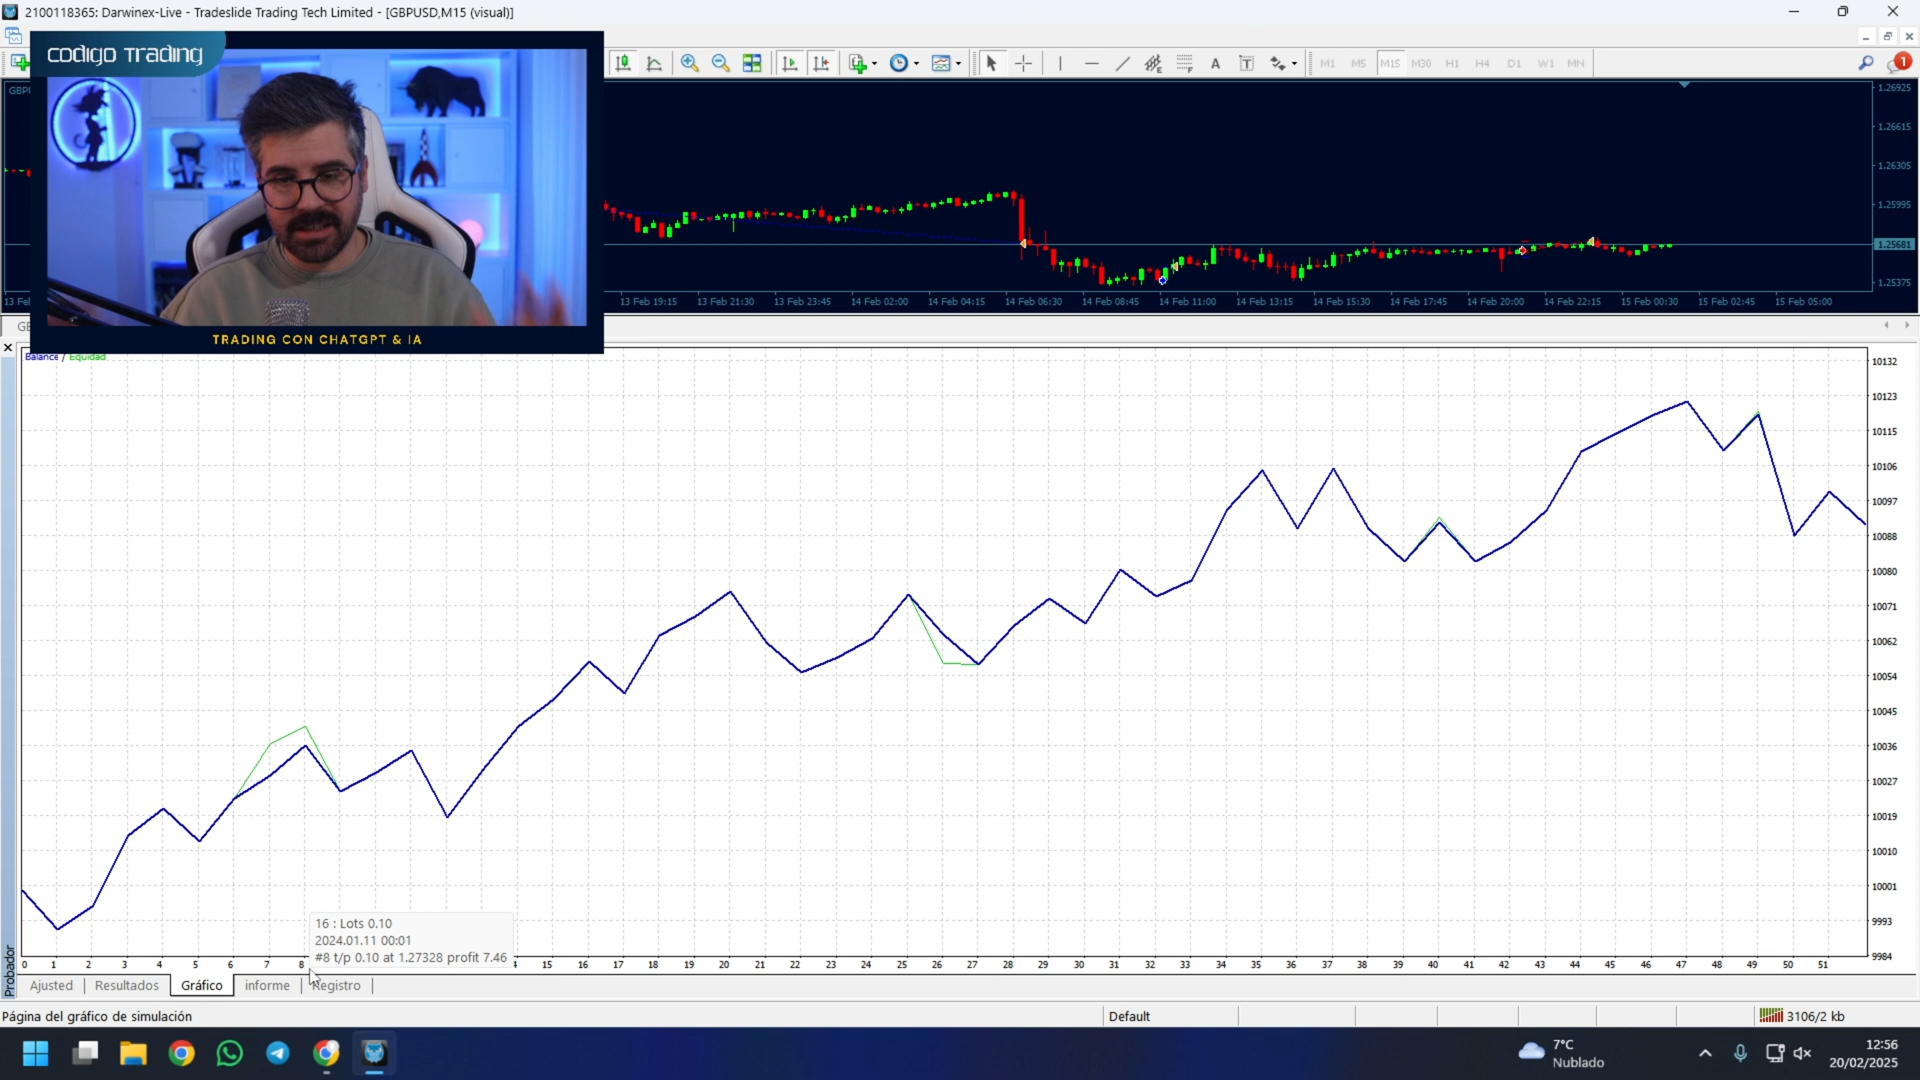 2100118365: Darwinex-Live - Tradeslide Trading Tech Limited - [GBPUSD,M15 (visual)]
codigo Trading
M1 M5 M15 M30 H1 H4 D1 W1 MN
1
1.26925
1.26615
1.26305
1.25995
1.25681
1.25375
13 Feb 19:15 13 Feb 21:30 13 Feb 23:45 14 Feb 02:00 14 Feb 04:15 14 Feb 06:30 14 Feb 08:45 14 Feb 11:00 14 Feb 13:15 14 Feb 15:30 14 Feb 17:45 14 Feb 20:00 14 Feb 22:15 15 Feb 00:30 15 Feb 02:45 15 Feb 05:00
TRADING CON CHATGPT & IA
Balance / Equidad
10132
10123
10115
10106
10097
10088
10080
10071
10062
10054
10045
10036
10027
10019
10010
10001
9993
9984
16 : Lots 0.10
2024.01.11 00:01
#8 t/p 0.10 at 1.27328 profit 7.46
0 1 2 3 4 5 6 7 8 15 16 17 18 19 20 21 22 23 24 25 26 27 28 29 30 31 32 33 34 35 36 37 38 39 40 41 42 43 44 45 46 47 48 49 50 51
Probador
Ajusted Resultados Gráfico informe Registro
Página del gráfico de simulación
Default
3106/2 kb
7°C
Nublado
12:56
20/02/2025